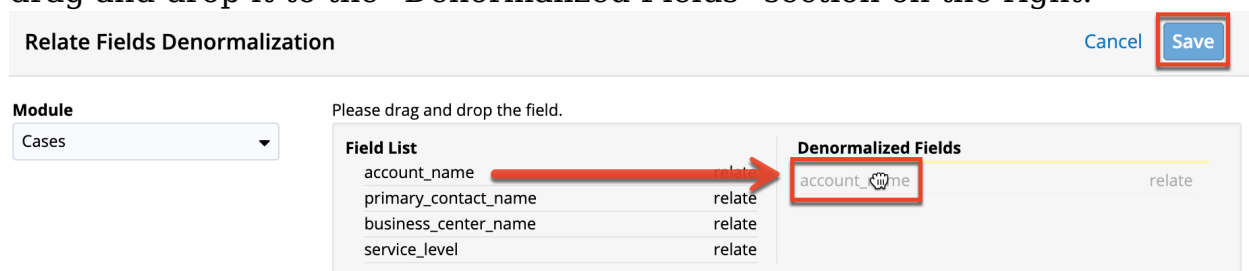 drag and drop it to the "Denormalized Fields" section on the right.
Relate Fields Denormalization
Cancel
Save
Module
Please drag and drop the field.
Cases
Field List
Denormalized Fields
account_name relate
account_name relate
primary_contact_name relate
business_center_name relate
service_level relate